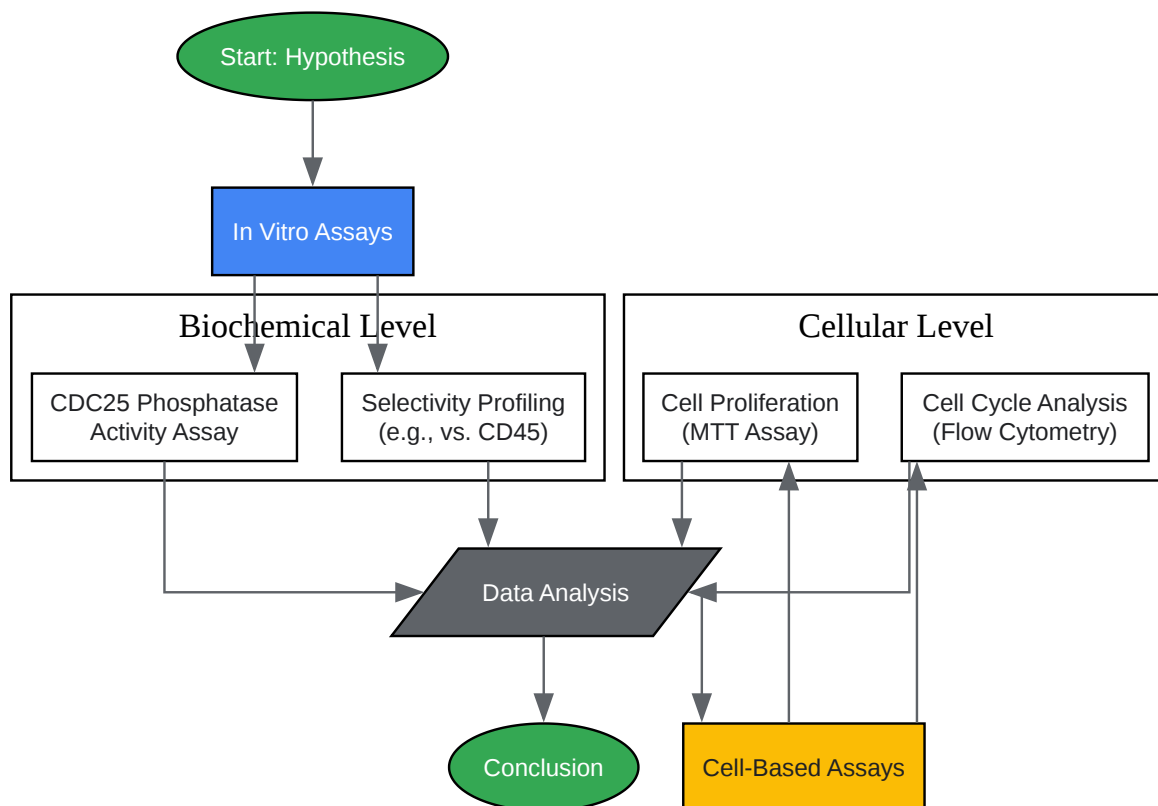 Start: Hypothesis
In Vitro Assays
Biochemical Level
Cellular Level
CDC25 Phosphatase
Activity Assay
Selectivity Profiling
(e.g., vs. CD45)
Cell Proliferation
(MTT Assay)
Cell Cycle Analysis
(Flow Cytometry)
Data Analysis
Conclusion
Cell-Based Assays